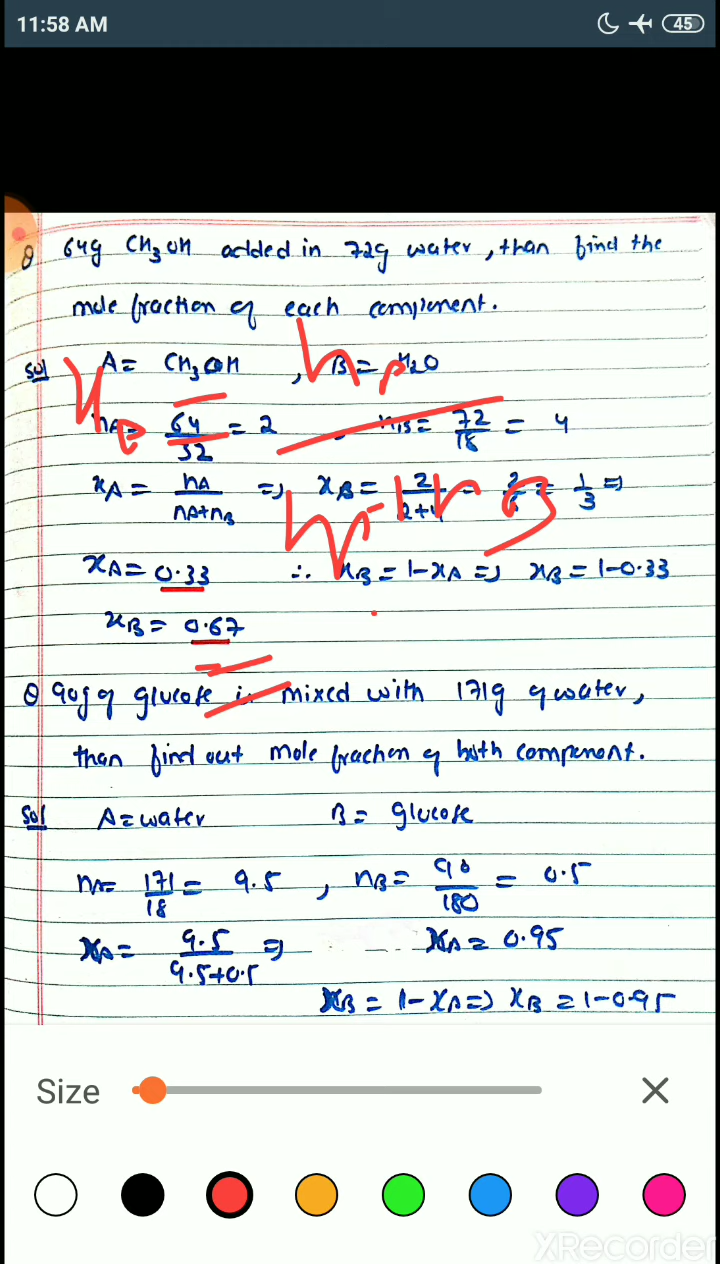 11:58 AM 45
Q 64g CH3OH added in 72g water, than find the
mole fraction of each component.
Sol A= CH3OH , B= H2O
nA= 64/32 = 2 , nB= 72/18 = 4
xA= nA/nA+nB => xB= 2/2+4 = 2/6 = 1/3 =>
xA= 0.33 ∴ xB=1-xA => xB=1-0.33
xB= 0.67
Q 90g of glucose is mixed with 171g of water,
than find out mole fraction of both component.
Sol A=water B= glucose
nA= 171/18 = 9.5 , nB= 90/180 = 0.5
XA= 9.5/9.5+0.5 => XA= 0.95
XB= 1-XA=> XB=1-0.95
Size
XRecorder